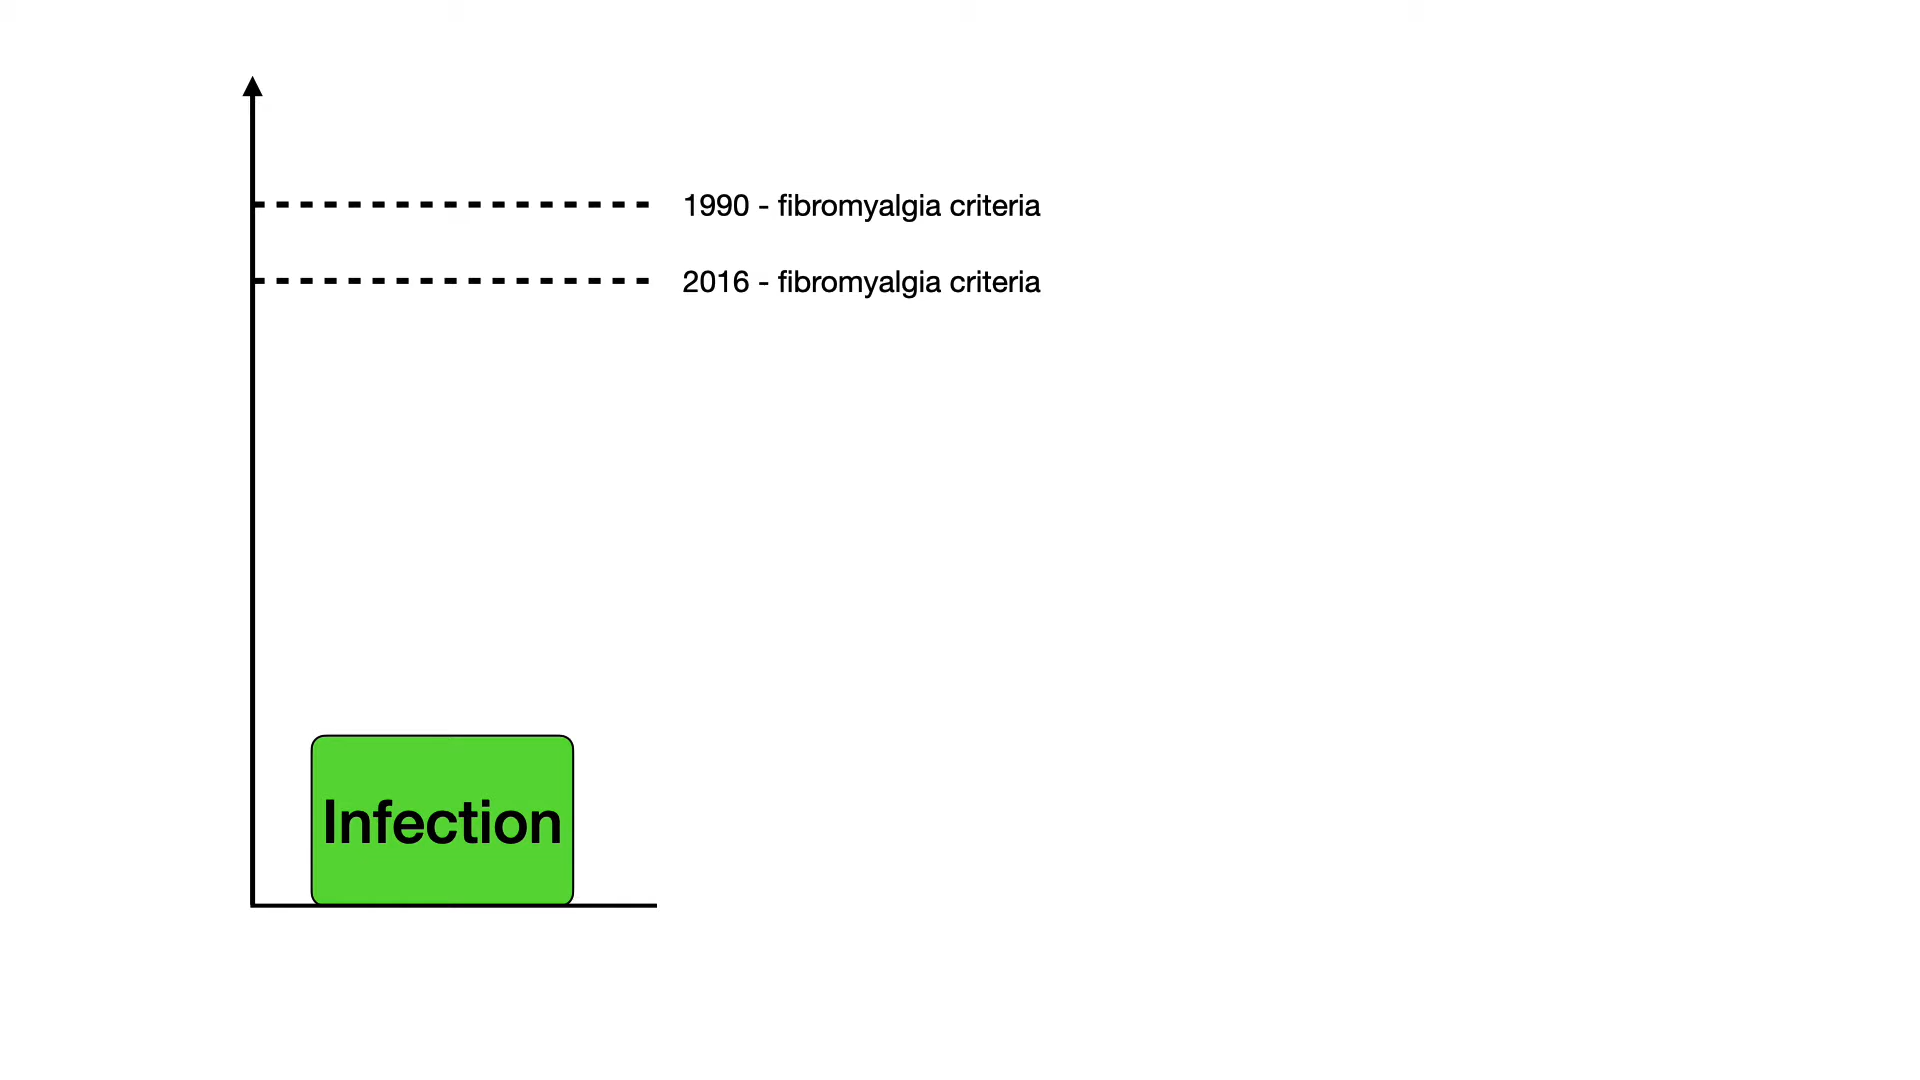 1990 - fibromyalgia criteria
2016 - fibromyalgia criteria
Infection